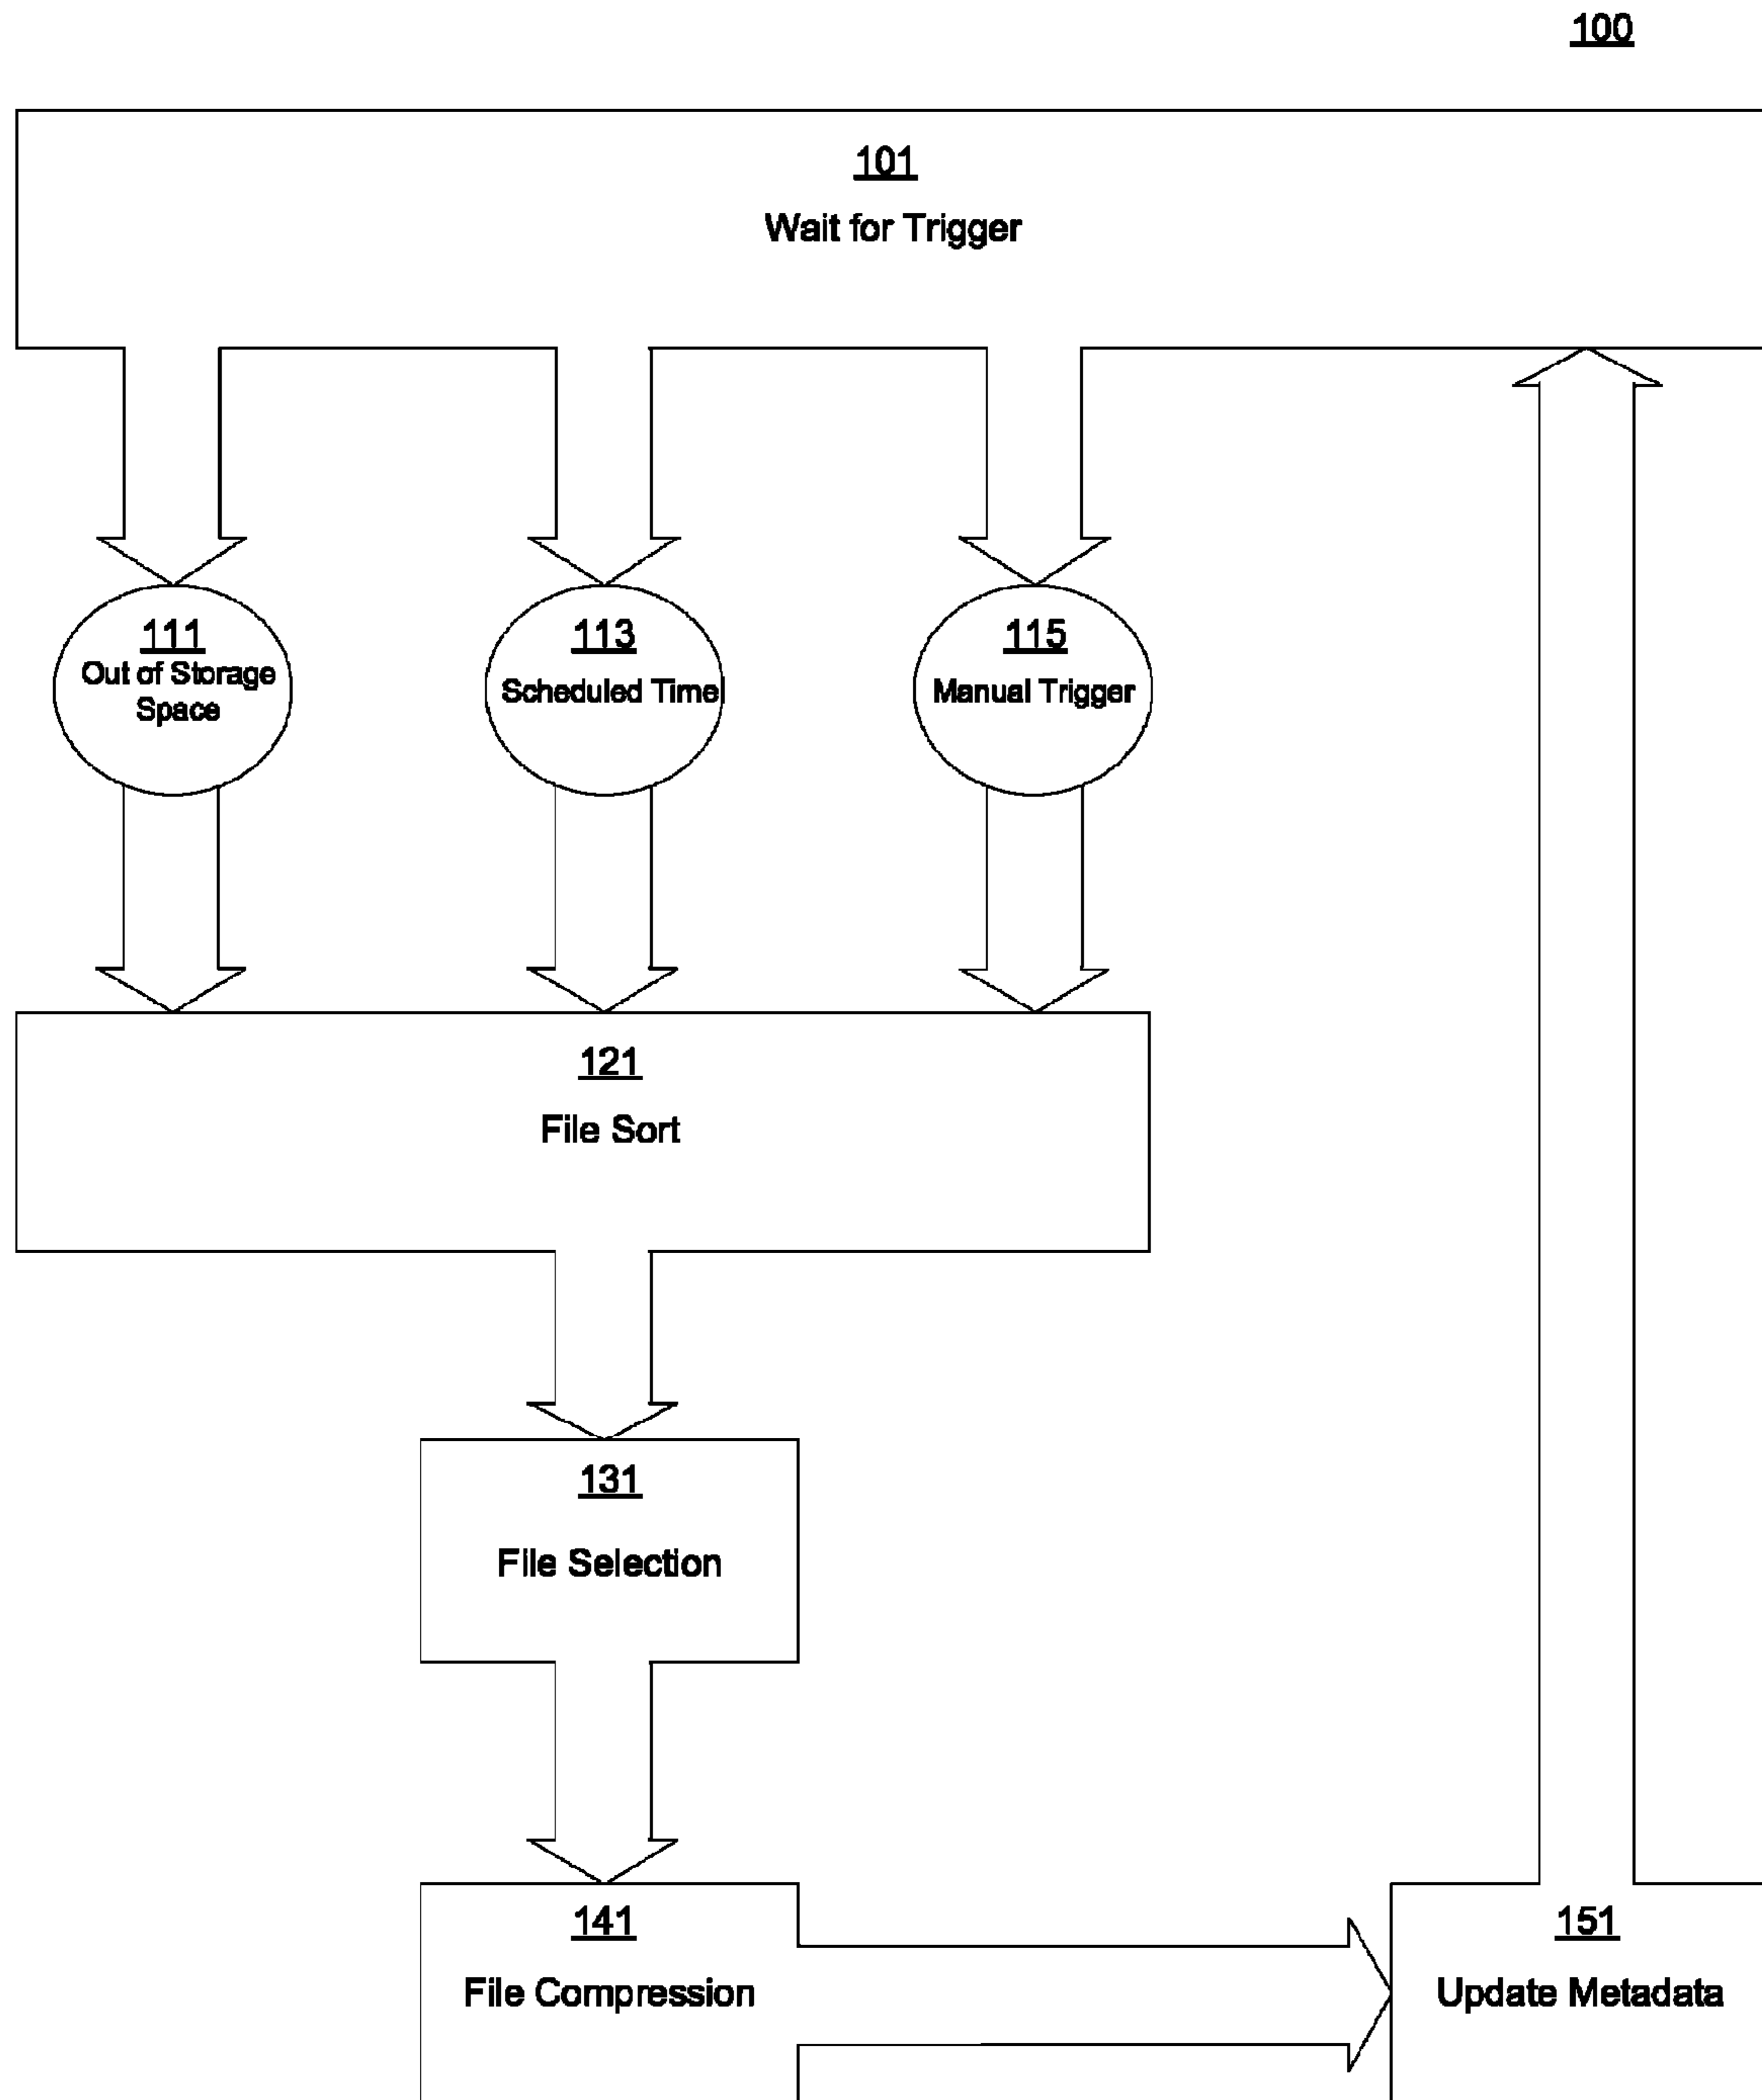 100
101
Wait for Trigger
111
Out of Storage
Space
113
Scheduled Time
115
Manual Trigger
121
File Sort
131
File Selection
141
File Compression
151
Update Metadata